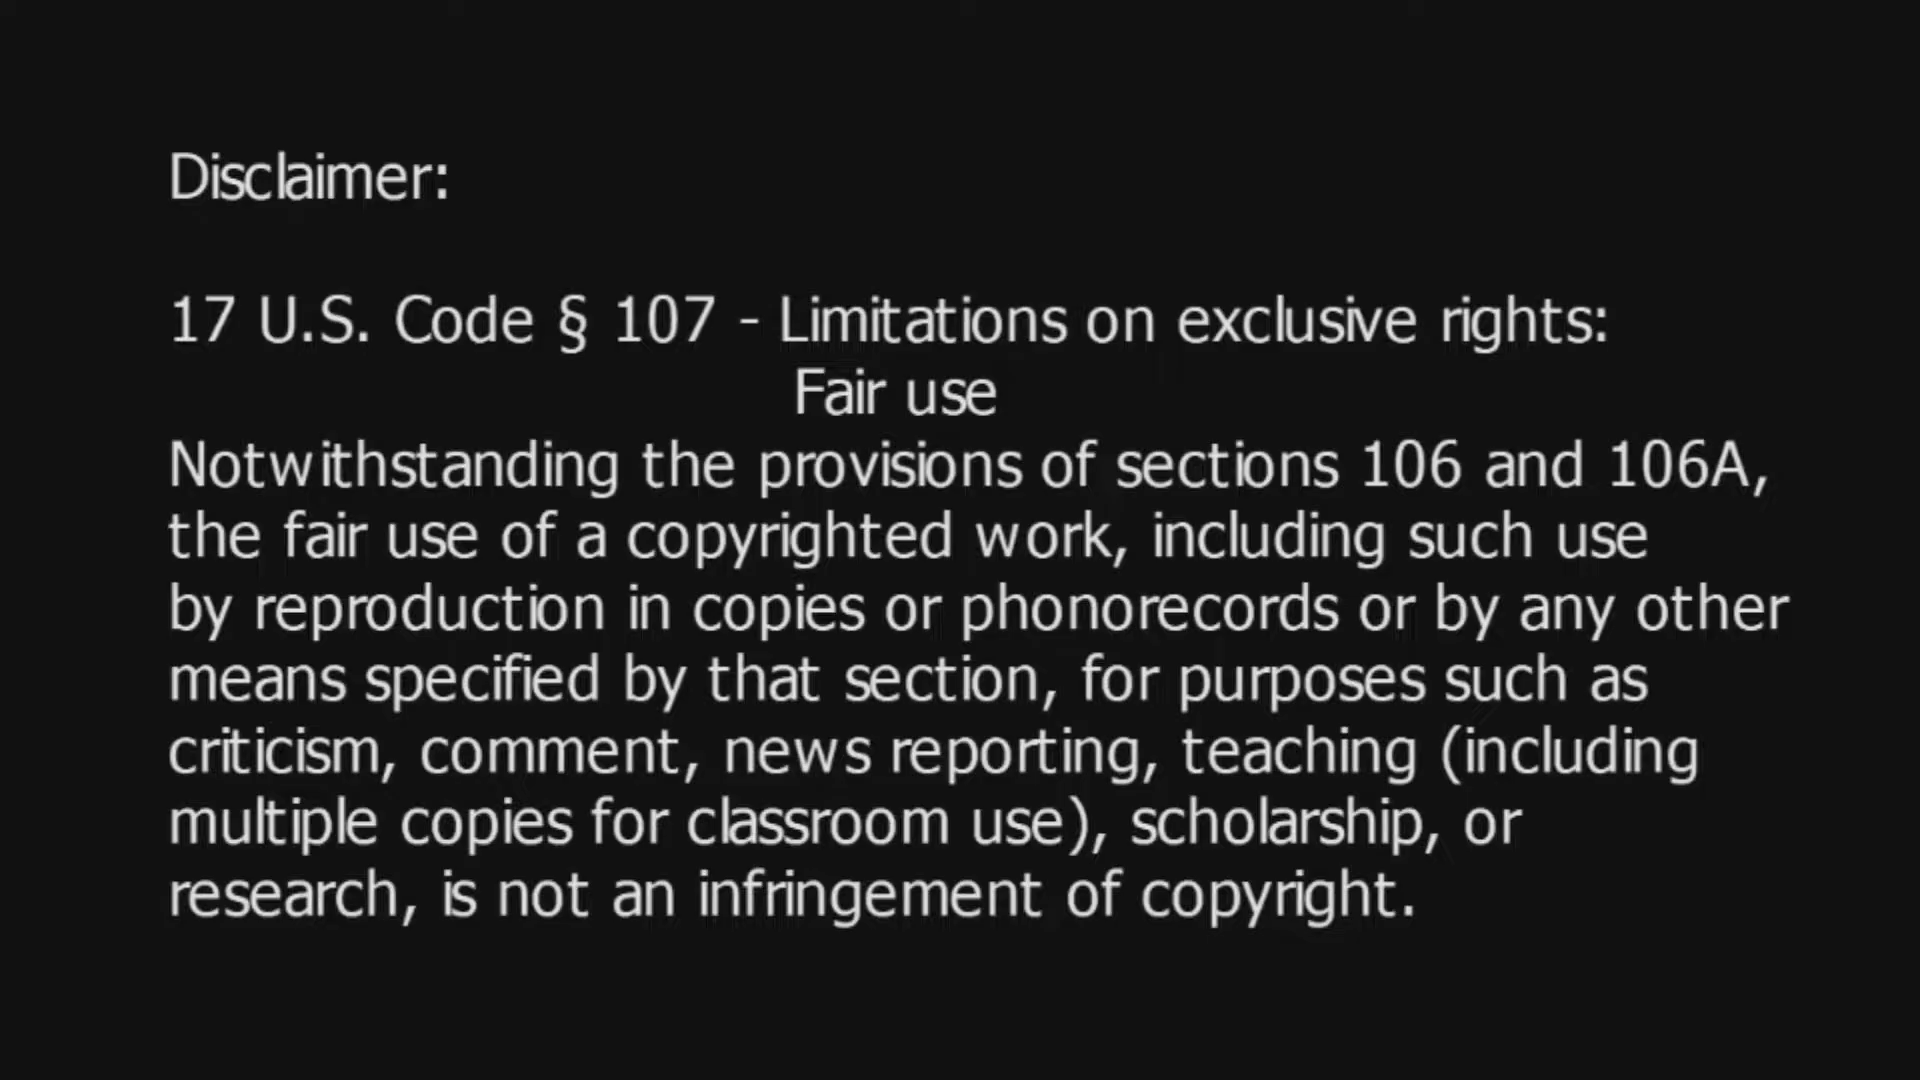 Disclaimer:
17 U.S. Code § 107 - Limitations on exclusive rights:
Fair use
Notwithstanding the provisions of sections 106 and 106A,
the fair use of a copyrighted work, including such use
by reproduction in copies or phonorecords or by any other
means specified by that section, for purposes such as
criticism, comment, news reporting, teaching (including
multiple copies for classroom use), scholarship, or
research, is not an infringement of copyright.